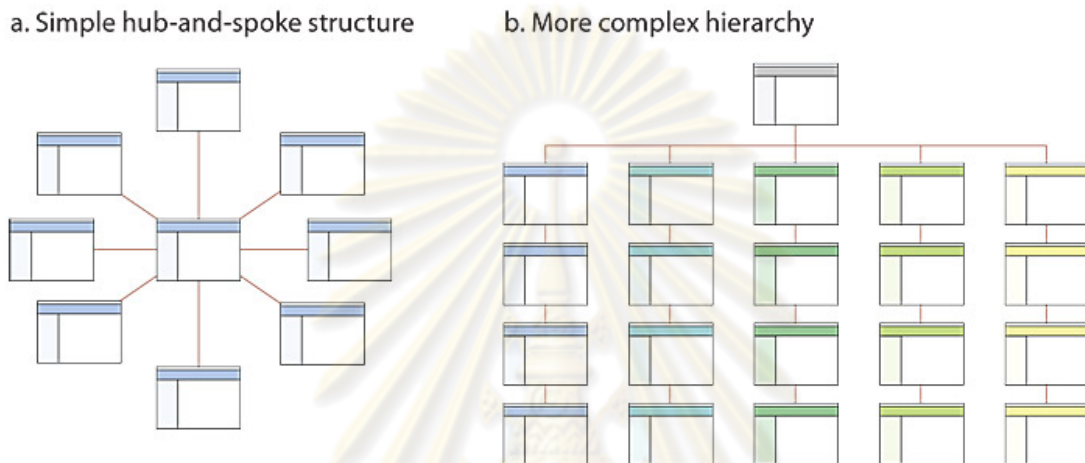 a. Simple hub-and-spoke structure
b. More complex hierarchy